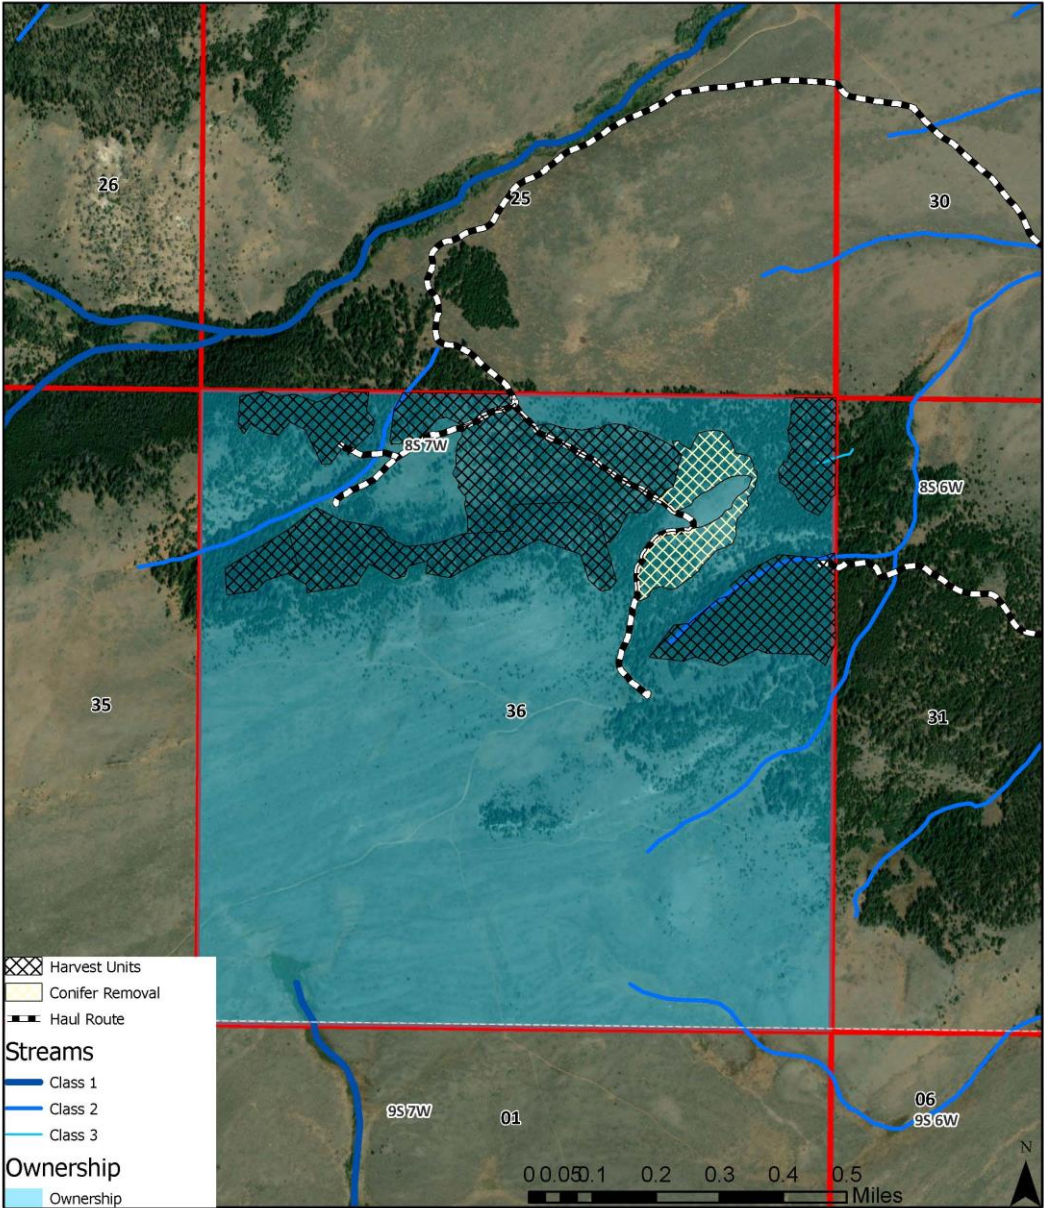 26
25
30
8S 7W
8S 6W
35
36
31
Harvest Units
Conifer Removal
Haul Route
Streams
Class 1
Class 2
Class 3
Ownership
Ownership
9S 7W
01
06
9S 6W
N
0 0.05 0.1 0.2 0.3 0.4 0.5
Miles